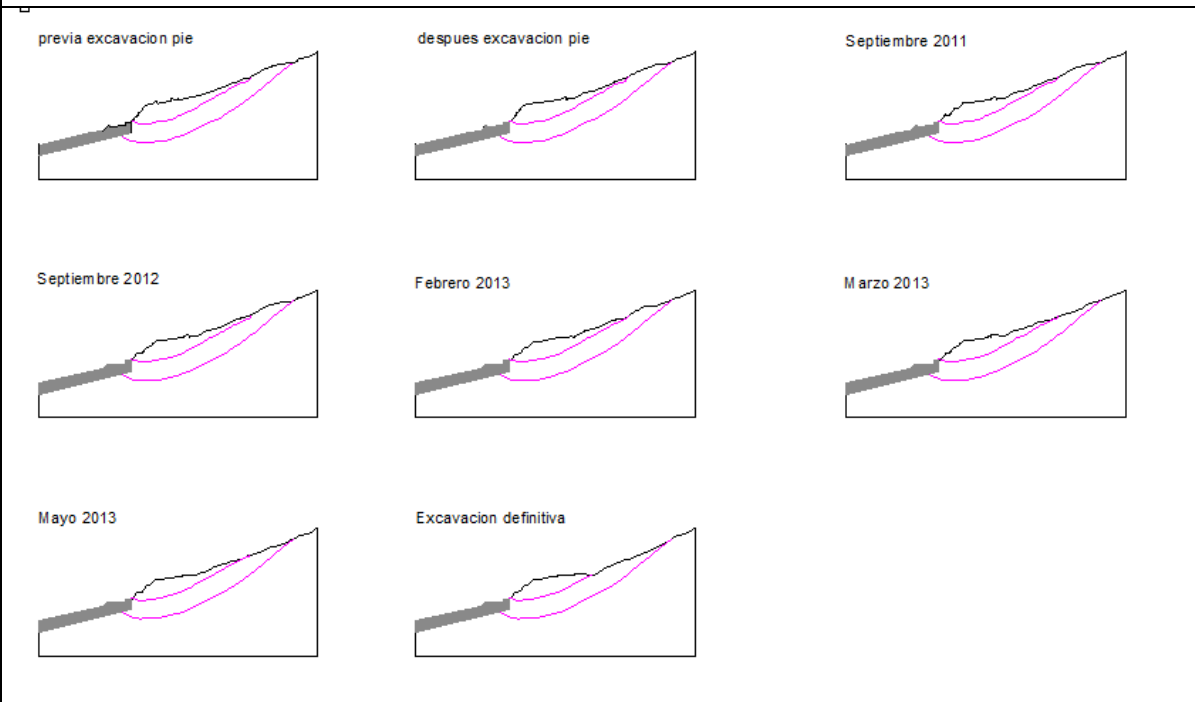 previa excavacion pie
despues excavacion pie
Septiembre 2011
Septiembre 2012
Febrero 2013
Marzo 2013
Mayo 2013
Excavacion definitiva